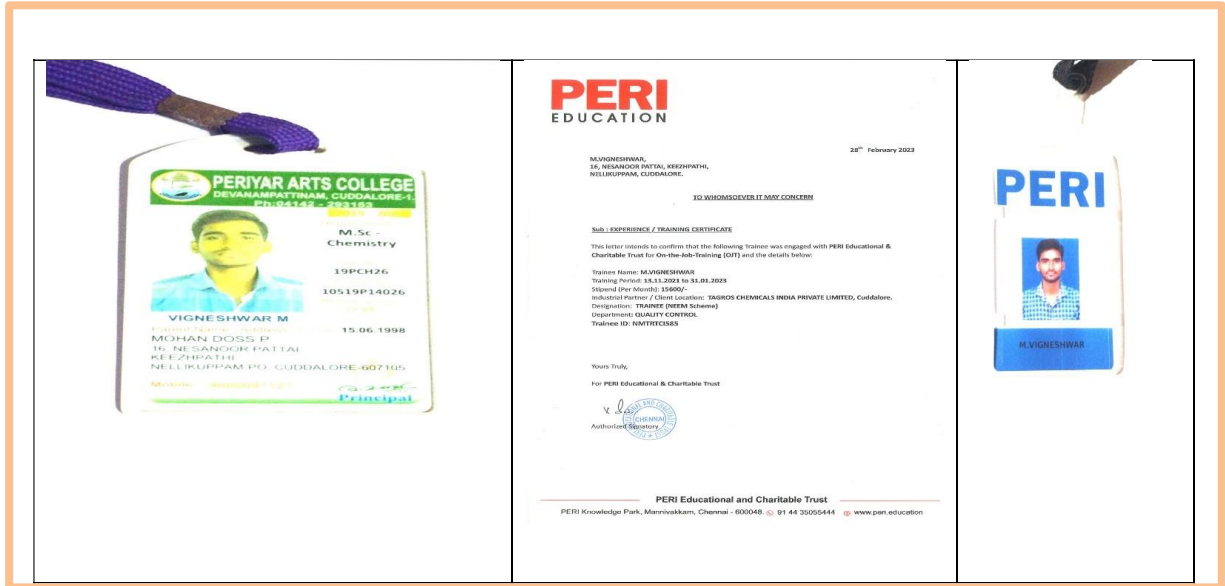 PERIYAR ARTS COLLEGE
DEVANAMPATTINAM, CUDDALORE-1.
Ph:04142 - 293183
M.Sc -
Chemistry
19PCH26
10519P14026
VIGNESHWAR M
15.06.1998
MOHAN DOSS P
16 NESANOOR PATTAI
KEEZHPATHI
NELLIKUPPAM PO, CUDDALORE-607105
Principal
PERI
EDUCATION
28th February 2023
M.VIGNESHWAR,
16, NESANOOR PATTAI, KEEZHPATHI,
NELLIKUPPAM, CUDDALORE.
TO WHOMSOEVER IT MAY CONCERN
Sub : EXPERIENCE / TRAINING CERTIFICATE
This letter intends to confirm that the following Trainee was engaged with PERI Educational &
Charitable Trust for On-the-Job-Training (OJT) and the details below:
Trainee Name: M.VIGNESHWAR
Training Period: 13.11.2023 to 31.01.2023
Stipend (Per Month): 15600/-
Industrial Partner / Client Location: TAGROS CHEMICALS INDIA PRIVATE LIMITED, Cuddalore.
Designation: TRAINEE (NEEM Scheme)
Department: QUALITY CONTROL
Trainee ID: NMTRTCIS85
Yours Truly,
For PERI Educational & Charitable Trust
CHENNAI
Authorized Signatory
PERI Educational and Charitable Trust
PERI Knowledge Park, Mannivakkam, Chennai - 600048. 91 44 35055444 www.peri.education
PERI
M.VIGNESHWAR